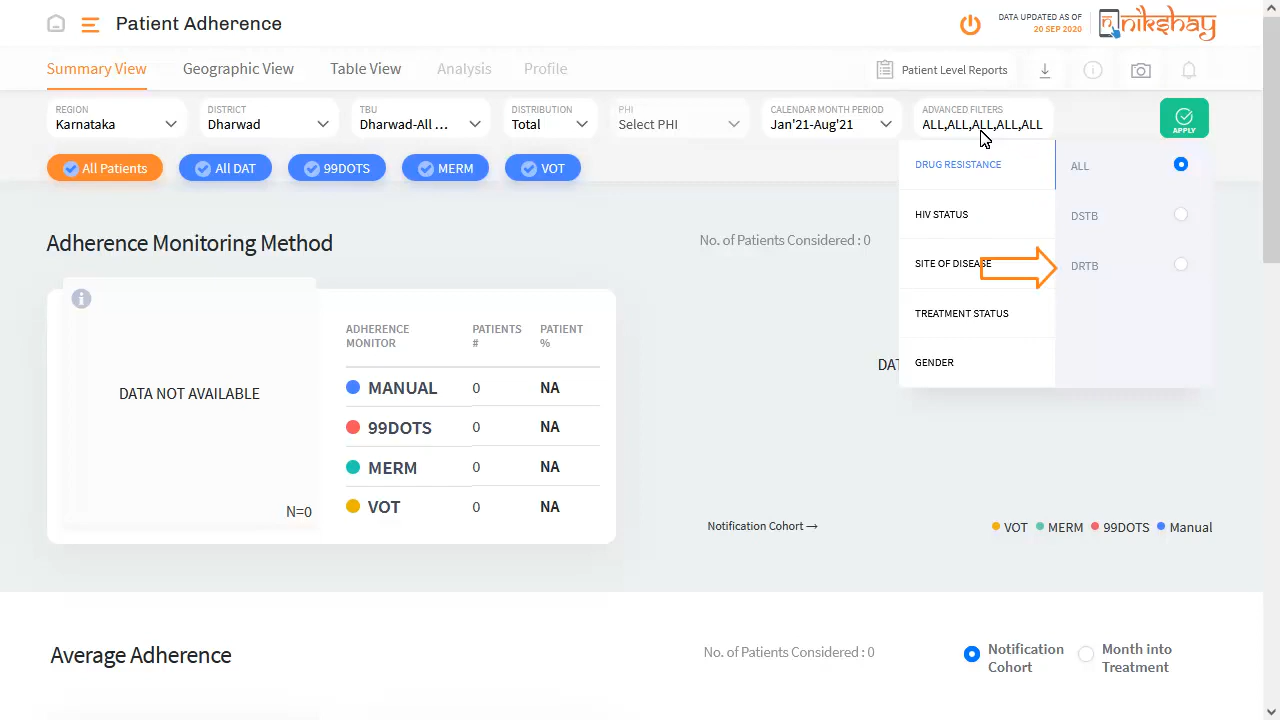 Patient Adherence
DATA UPDATED AS OF
20 SEP 2020
nikshay
Summary View
Geographic View
Table View
Analysis
Profile
Patient Level Reports
REGION
Karnataka
DISTRICT
Dharwad
TBU
Dharwad-All ...
DISTRIBUTION
Total
PHI
Select PHI
CALENDAR MONTH PERIOD
Jan'21-Aug'21
ADVANCED FILTERS
ALL,ALL,ALL,ALL,ALL
APPLY
All Patients
All DAT
99DOTS
MERM
VOT
DRUG RESISTANCE
HIV STATUS
SITE OF DISEASE
TREATMENT STATUS
GENDER
ALL
DSTB
DRTB
Adherence Monitoring Method
No. of Patients Considered : 0
DATA NOT AVAILABLE
N=0
ADHERENCE
MONITOR
PATIENTS
#
PATIENT
%
MANUAL 0 NA
99DOTS 0 NA
MERM 0 NA
VOT 0 NA
DAT
Notification Cohort →
VOT MERM 99DOTS Manual
Average Adherence
No. of Patients Considered : 0
Notification
Cohort
Month into
Treatment